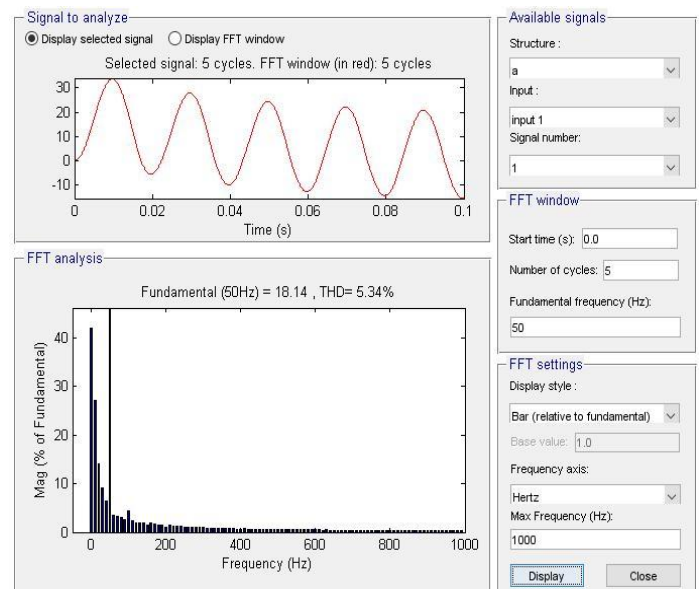 Signal to analyze
Display selected signal Display FFT window
Selected signal: 5 cycles. FFT window (in red): 5 cycles
30
20
10
0
-10
0 0.02 0.04 0.06 0.08 0.1
Time (s)
FFT analysis
Fundamental (50Hz) = 18.14 , THD= 5.34%
Mag (% of Fundamental)
40
30
20
10
0
0 200 400 600 800 1000
Frequency (Hz)
Available signals
Structure :
a
Input :
input 1
Signal number:
1
FFT window
Start time (s): 0.0
Number of cycles: 5
Fundamental frequency (Hz):
50
FFT settings
Display style :
Bar (relative to fundamental)
Base value: 1.0
Frequency axis:
Hertz
Max Frequency (Hz):
1000
Display Close